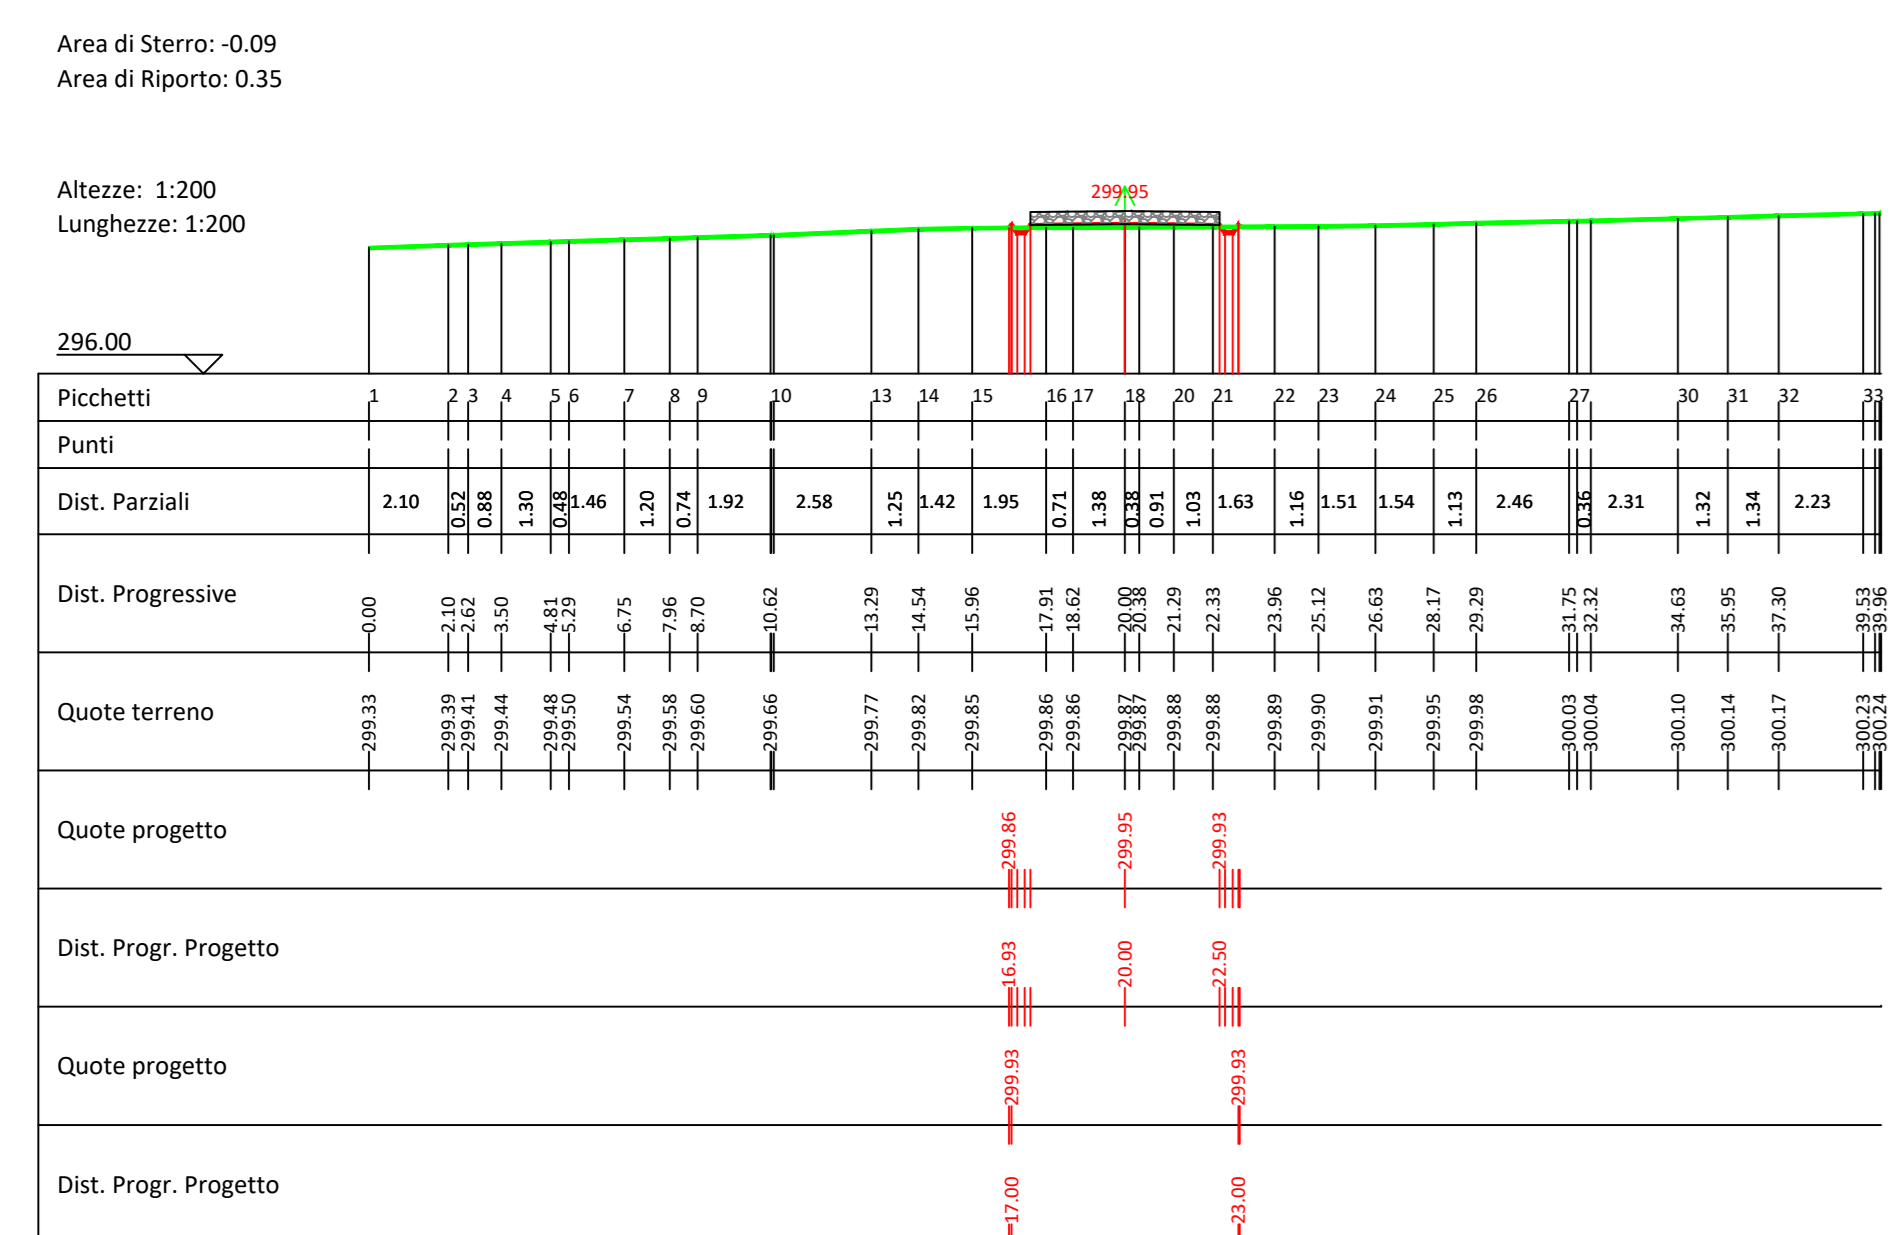 Area di Sterro: -0.09
Area di Riporto: 0.35
Altezze: 1:200
Lunghezze: 1:200
299.95
296.00
Picchetti 1 2 3 4 5 6 7 8 9 10 13 14 15 16 17 18 20 21 22 23 24 25 26 27 30 31 32 33
Punti
Dist. Parziali 2.10 0.52 0.88 1.30 0.48 1.46 1.20 0.74 1.92 2.58 1.25 1.42 1.95 0.71 1.38 0.38 0.91 1.03 1.63 1.16 1.51 1.54 1.13 2.46 0.36 2.31 1.32 1.34 2.23
Dist. Progressive 0.00 2.10 2.62 3.50 4.81 5.29 6.75 7.96 8.70 10.62 13.29 14.54 15.96 17.91 18.62 20.00 20.38 21.29 22.33 23.96 25.12 26.63 28.17 29.29 31.75 32.32 34.63 35.95 37.30 39.53 39.96
Quote terreno 299.33 299.39 299.41 299.44 299.48 299.50 299.54 299.58 299.60 299.66 299.77 299.82 299.85 299.86 299.86 299.87 299.87 299.88 299.88 299.89 299.90 299.91 299.95 299.98 300.03 300.04 300.10 300.14 300.17 300.23 300.24
Quote progetto 299.86 299.95 299.93
Dist. Progr. Progetto 16.93 20.00 22.50
Quote progetto 299.93 299.93
Dist. Progr. Progetto 17.00 23.00